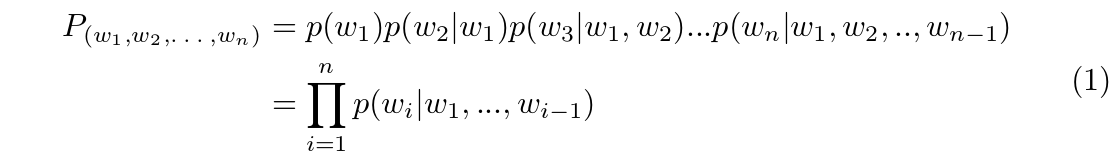 P_{(w_1,w_2,...,w_n)} = p(w_1)p(w_2|w_1)p(w_3|w_1, w_2)...p(w_n|w_1, w_2, .., w_{n-1})
= \prod_{i=1}^{n} p(w_i|w_1, ..., w_{i-1})
(1)